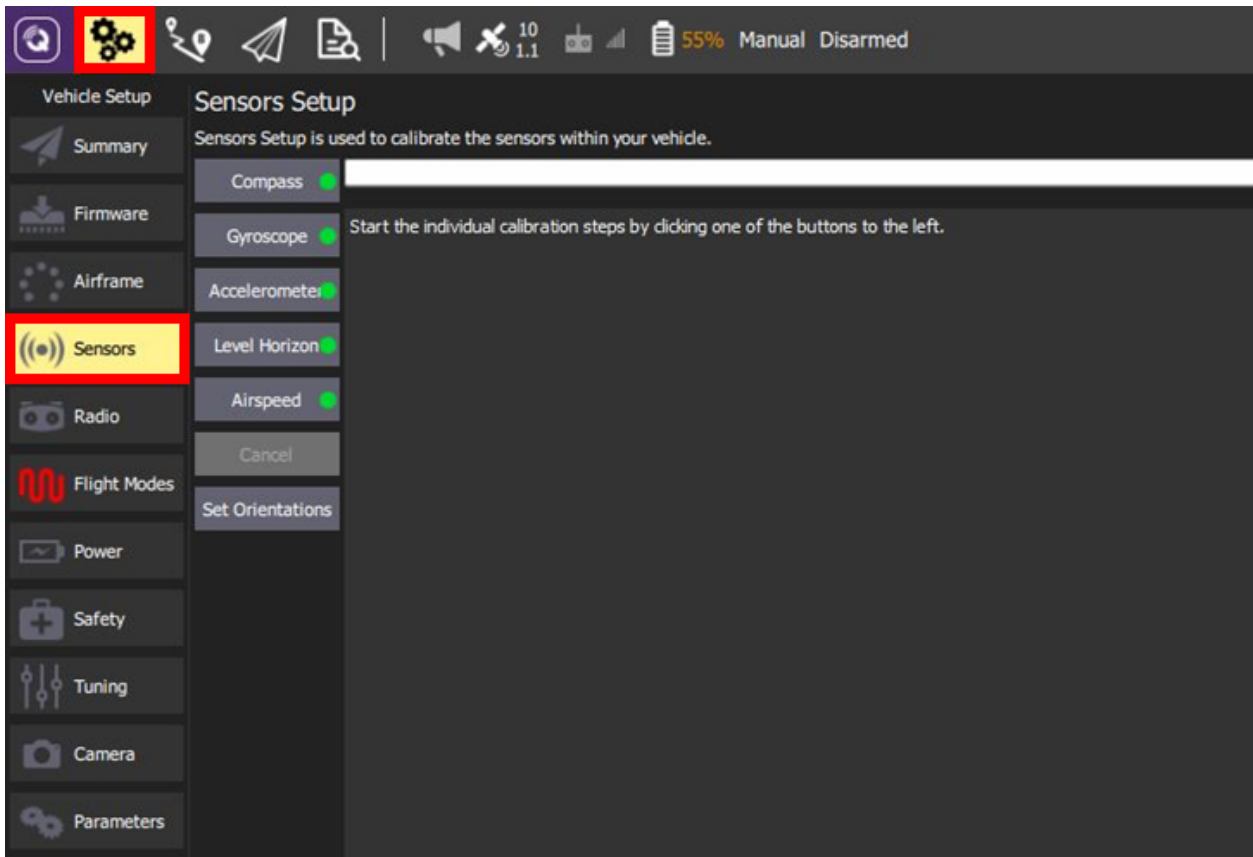 10
1.1
55% Manual Disarmed
Vehicle Setup
Summary
Firmware
Airframe
Sensors
Radio
Flight Modes
Power
Safety
Tuning
Camera
Parameters
Sensors Setup
Sensors Setup is used to calibrate the sensors within your vehicle.
Compass
Gyroscope
Accelerometer
Level Horizon
Airspeed
Cancel
Set Orientations
Start the individual calibration steps by clicking one of the buttons to the left.